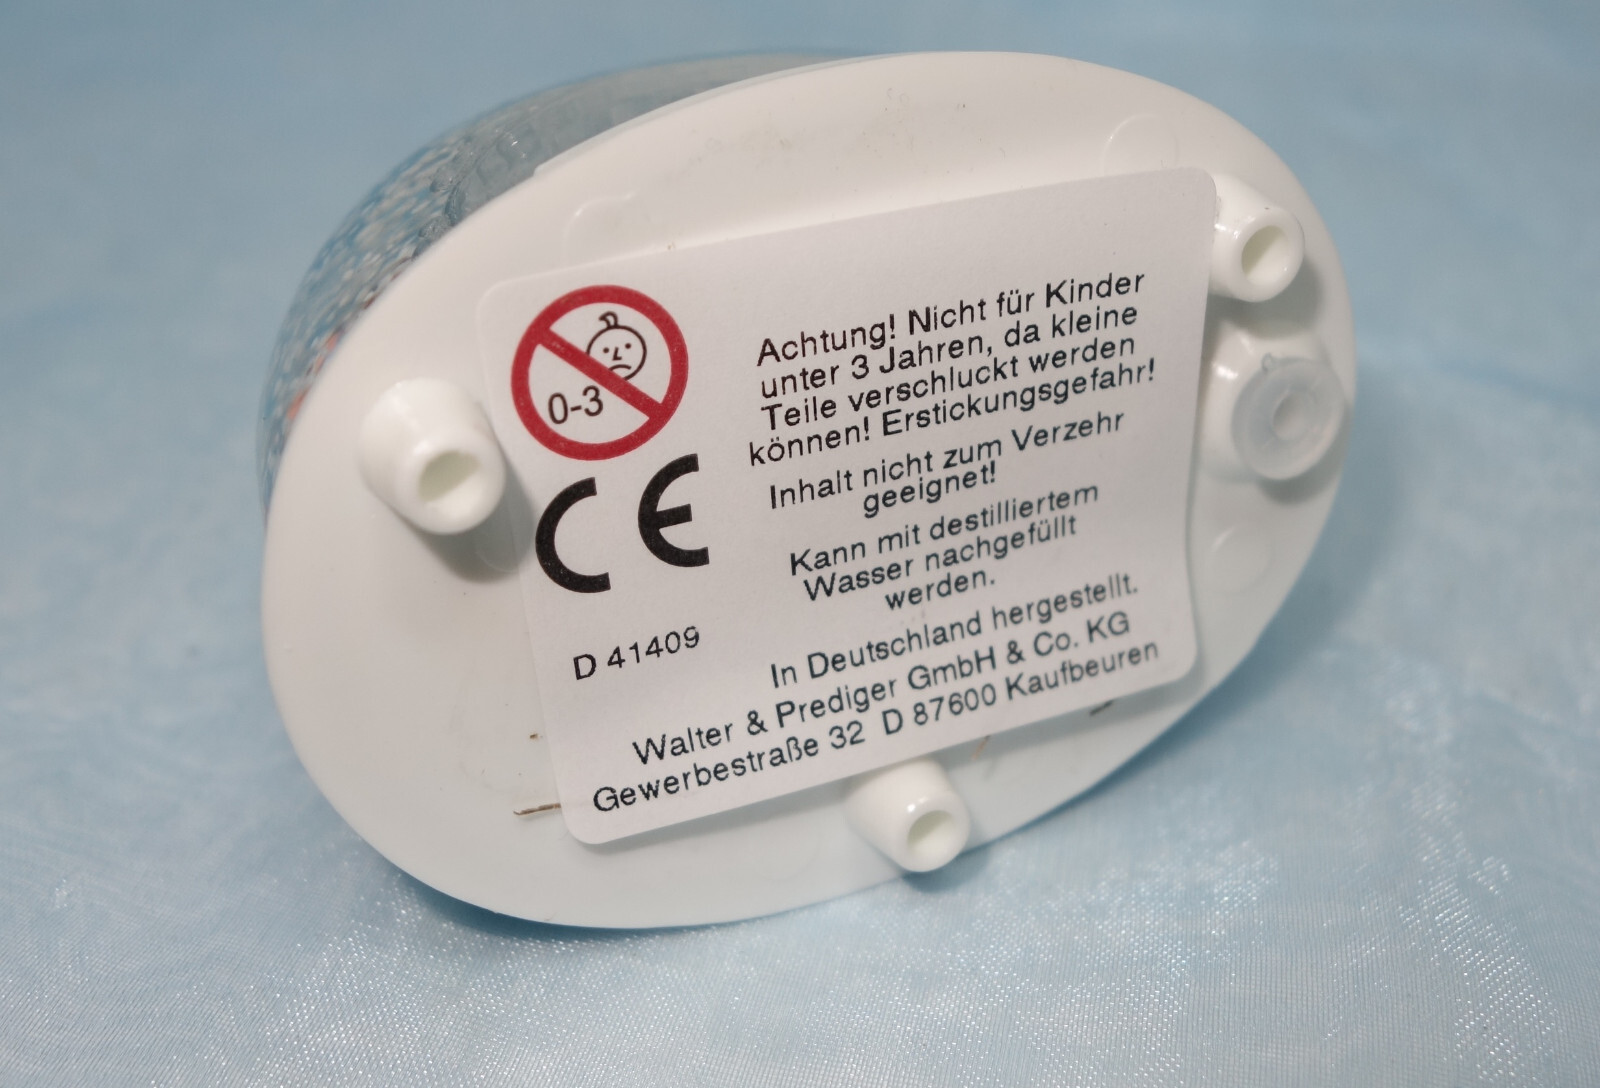 0-3
CE
D 41409
Achtung! Nicht für Kinder
unter 3 Jahren, da kleine
Teile verschluckt werden
können! Erstickungsgefahr!
Inhalt nicht zum Verzehr
geeignet!
Kann mit destilliertem
Wasser nachgefüllt
werden.
In Deutschland hergestellt.
Walter & Prediger GmbH & Co. KG
Gewerbestraße 32 D 87600 Kaufbeuren